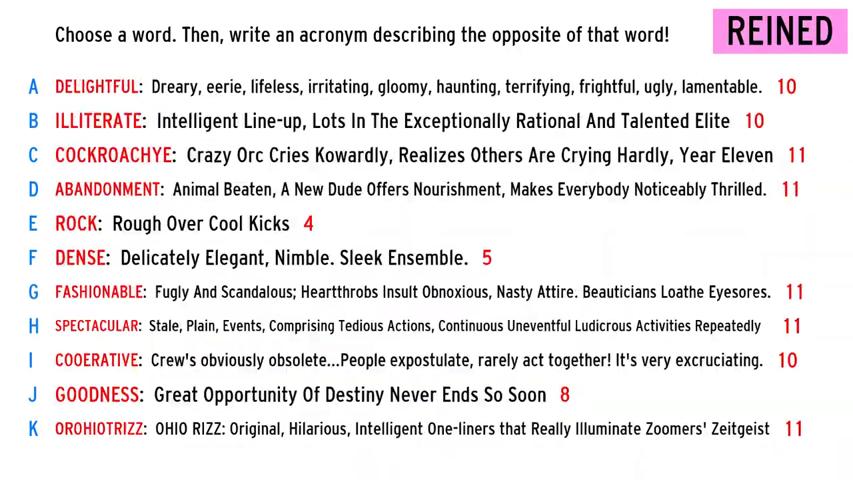 Choose a word. Then, write an acronym describing the opposite of that word!
REINED
A DELIGHTFUL: Dreary, eerie, lifeless, irritating, gloomy, haunting, terrifying, frightful, ugly, lamentable. 10
B ILLITERATE: Intelligent Line-up, Lots In The Exceptionally Rational And Talented Elite 10
C COCKROACHYE: Crazy Orc Cries Kowardly, Realizes Others Are Crying Hardly, Year Eleven 11
D ABANDONMENT: Animal Beaten, A New Dude Offers Nourishment, Makes Everybody Noticeably Thrilled. 11
E ROCK: Rough Over Cool Kicks 4
F DENSE: Delicately Elegant, Nimble. Sleek Ensemble. 5
G FASHIONABLE: Fugly And Scandalous; Heartthrobs Insult Obnoxious, Nasty Attire. Beauticians Loathe Eyesores. 11
H SPECTACULAR: Stale, Plain, Events, Comprising Tedious Actions, Continuous Uneventful Ludicrous Activities Repeatedly 11
I COOERATIVE: Crew's obviously obsolete...People expostulate, rarely act together! It's very excruciating. 10
J GOODNESS: Great Opportunity Of Destiny Never Ends So Soon 8
K OROHIOTRIZZ: OHIO RIZZ: Original, Hilarious, Intelligent One-liners that Really Illuminate Zoomers' Zeitgeist 11